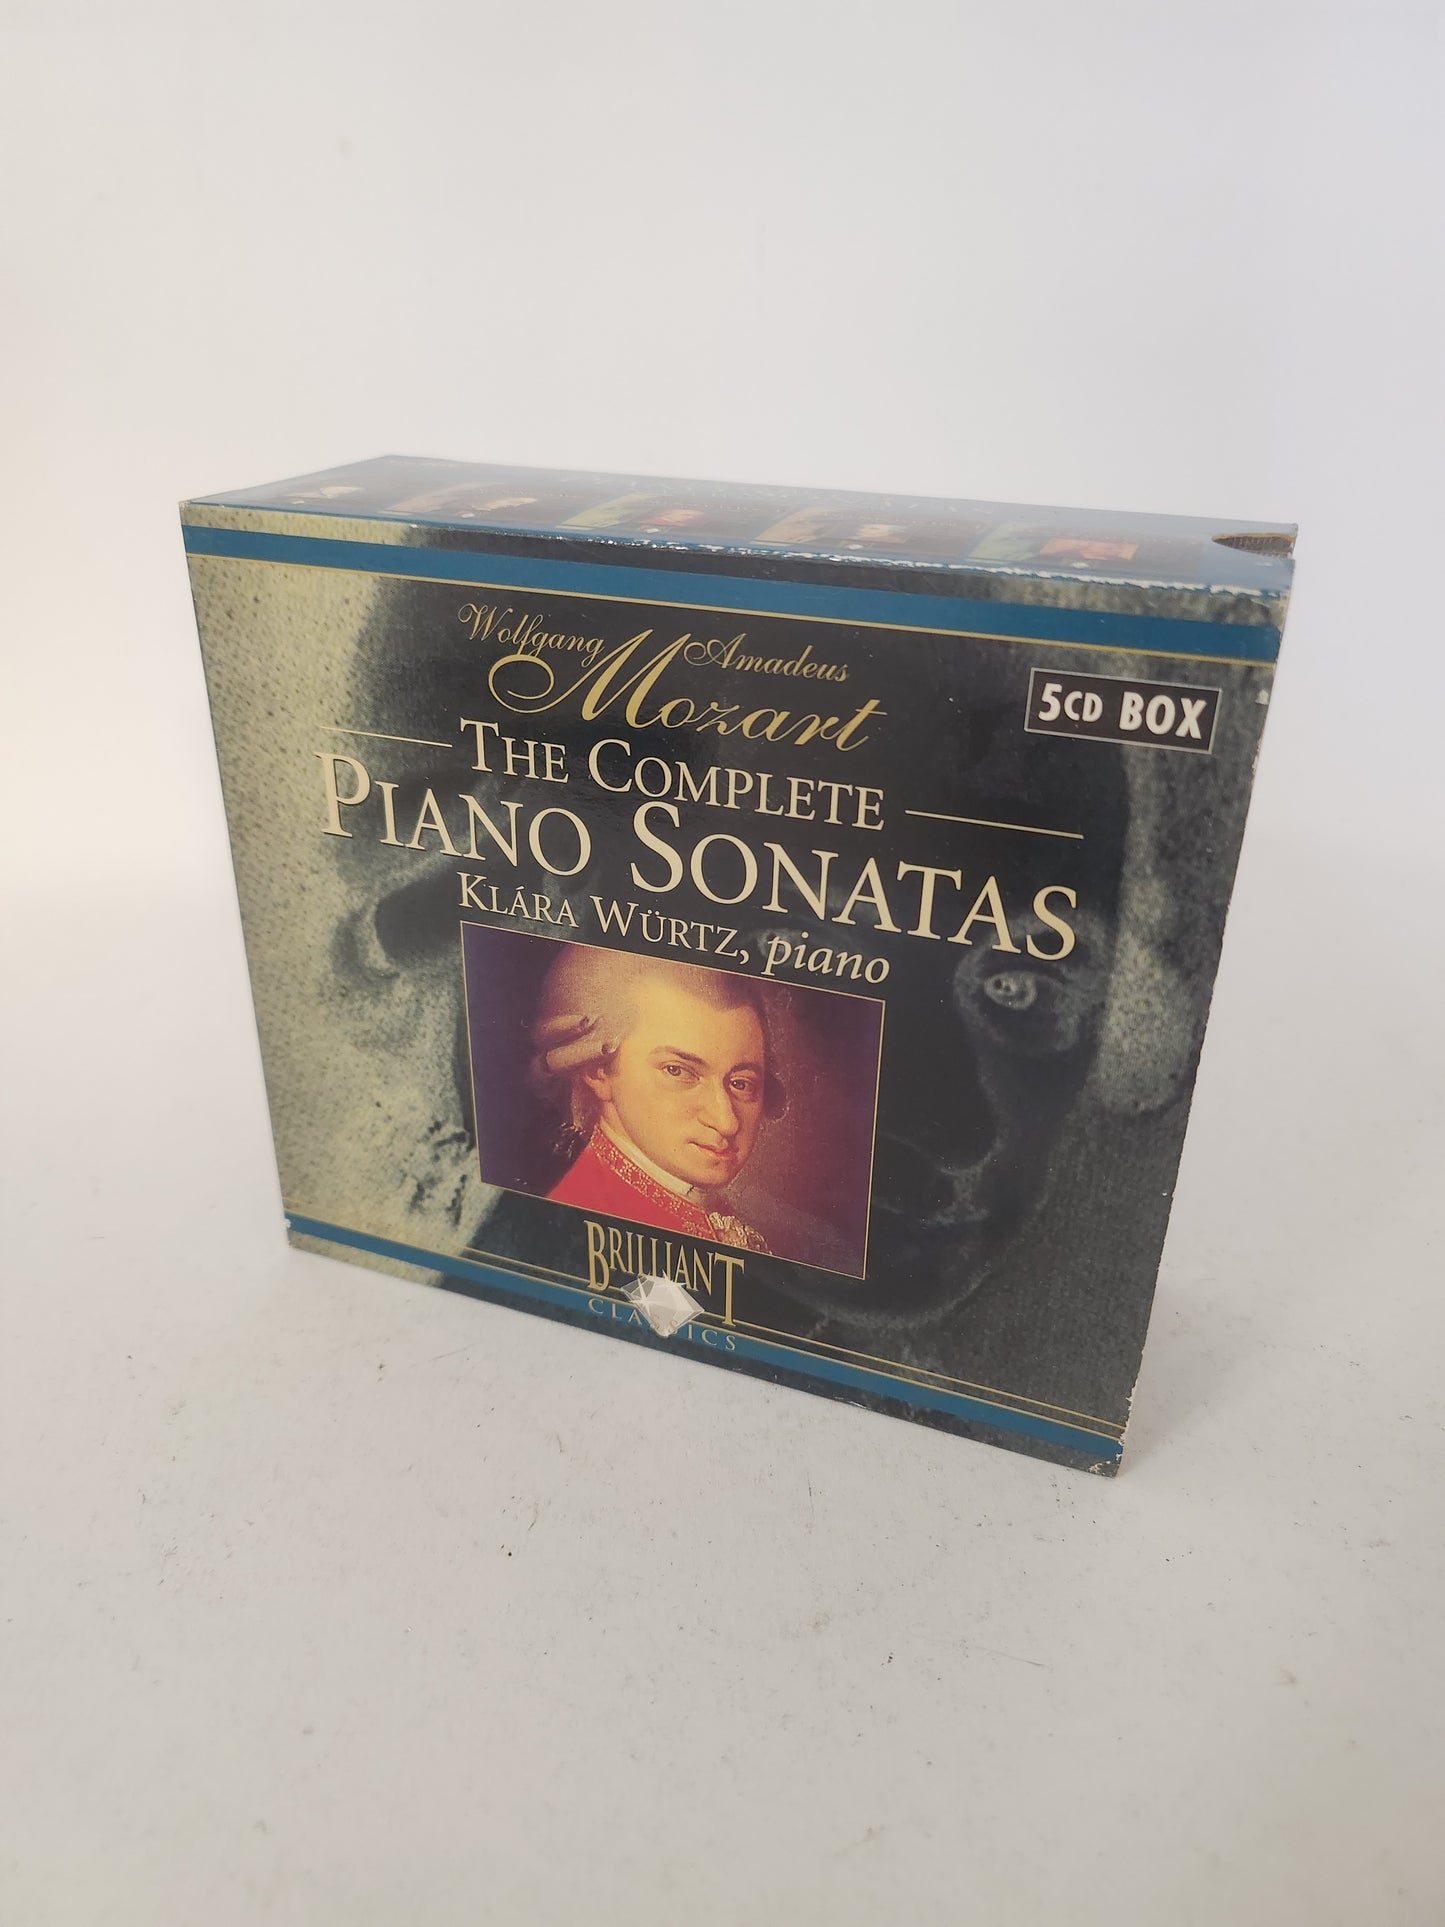 Wolfgang Amadeus
Mozart
5CD BOX
THE COMPLETE
PIANO SONATAS
KLÁRA WÜRTZ, piano
BRILLIANT
CLASSICS